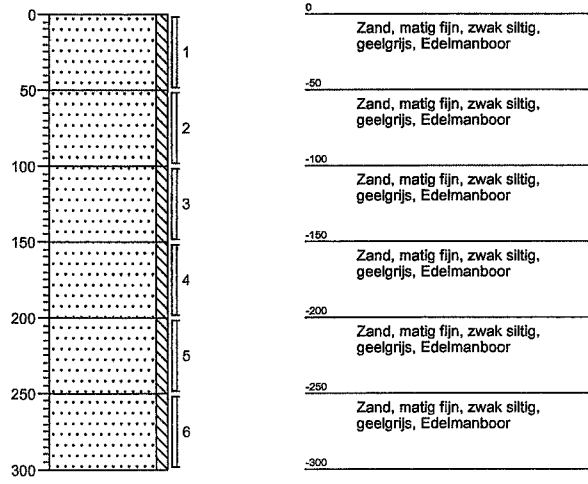 0
50
100
150
200
250
300
1
2
3
4
5
6
0
Zand, matig fijn, zwak siltig,
geelgrijs, Edelmanboor
-50
Zand, matig fijn, zwak siltig,
geelgrijs, Edelmanboor
-100
Zand, matig fijn, zwak siltig,
geelgrijs, Edelmanboor
-150
Zand, matig fijn, zwak siltig,
geelgrijs, Edelmanboor
-200
Zand, matig fijn, zwak siltig,
geelgrijs, Edelmanboor
-250
Zand, matig fijn, zwak siltig,
geelgrijs, Edelmanboor
-300